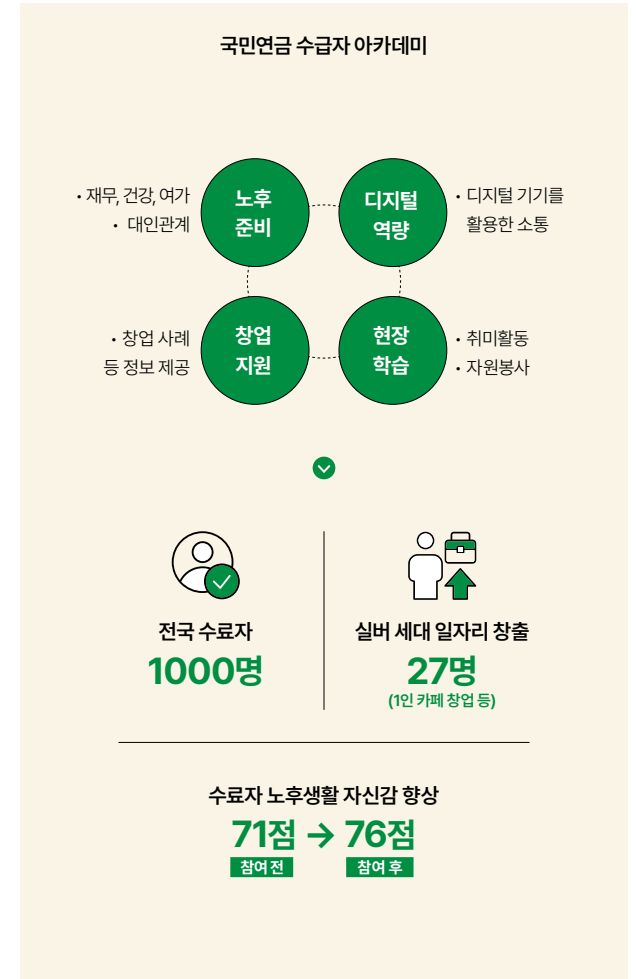 국민연금 수급자 아카데미
• 재무, 건강, 여가
• 대인관계
노후
준비
디지털
역량
• 디지털 기기를
활용한 소통
• 창업 사례
등 정보 제공
창업
지원
현장
학습
• 취미활동
• 자원봉사
전국 수료자
1000명
실버 세대 일자리 창출
27명
(1인 카페 창업 등)
수료자 노후생활 자신감 향상
71점 → 76점
참여 전 참여 후